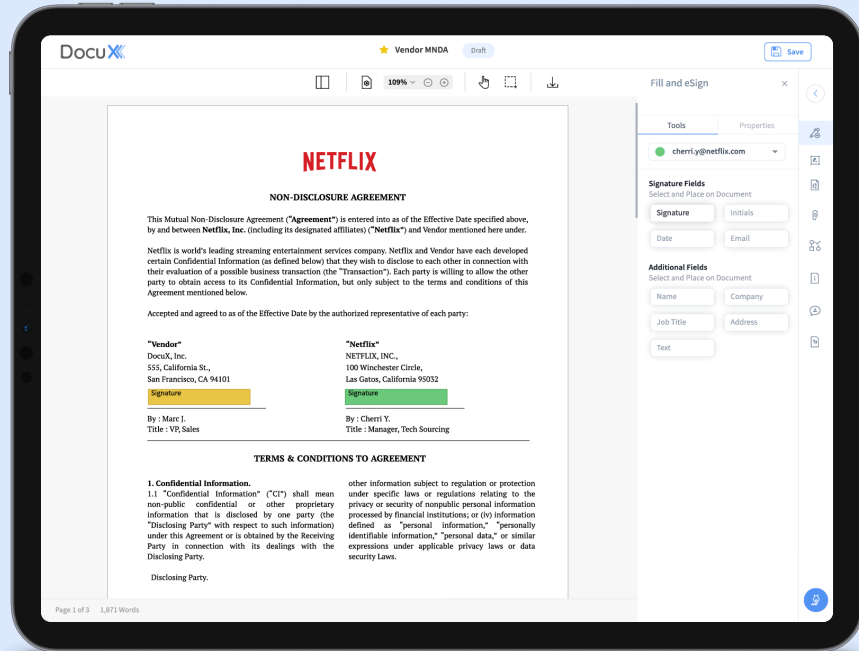 DocuX
Vendor MNDA
Draft
Save
109%
Fill and eSign
Tools
Properties
cherri.y@netflix.com
Signature Fields
Select and Place on Document
Signature
Initials
Date
Email
Additional Fields
Select and Place on Document
Name
Company
Job Title
Address
Text
NETFLIX
NON-DISCLOSURE AGREEMENT
This Mutual Non-Disclosure Agreement (“Agreement”) is entered into as of the Effective Date specified above,
by and between Netflix, Inc. (including its designated affiliates) (“Netflix”) and Vendor mentioned here under.
Netflix is world’s leading streaming entertainment services company. Netflix and Vendor have each developed
certain Confidential Information (as defined below) that they wish to disclose to each other in connection with
their evaluation of a possible business transaction (the “Transaction”). Each party is willing to allow the other
party to obtain access to its Confidential Information, but only subject to the terms and conditions of this
Agreement mentioned below.
Accepted and agreed to as of the Effective Date by the authorized representative of each party:
“Vendor”
DocuX, Inc.
555, California St.,
San Francisco, CA 94101
Signature
By : Marc J.
Title : VP, Sales
“Netflix”
NETFLIX, INC.,
100 Winchester Circle,
Las Gatos, California 95032
Signature
By : Cherri Y.
Title : Manager, Tech Sourcing
TERMS & CONDITIONS TO AGREEMENT
1. Confidential Information.
1.1 “Confidential Information” (“CI”) shall mean
non-public confidential or other proprietary
information that is disclosed by one party (the
“Disclosing Party” with respect to such information)
under this Agreement or is obtained by the Receiving
Party in connection with its dealings with the
Disclosing Party.
Disclosing Party.
other information subject to regulation or protection
under specific laws or regulations relating to the
privacy or security of nonpublic personal information
processed by financial institutions; or (iv) information
defined as “personal information,” “personally
identifiable information,” “personal data,” or similar
expressions under applicable privacy laws or data
security Laws.
Page 1 of 3
1,871 Words